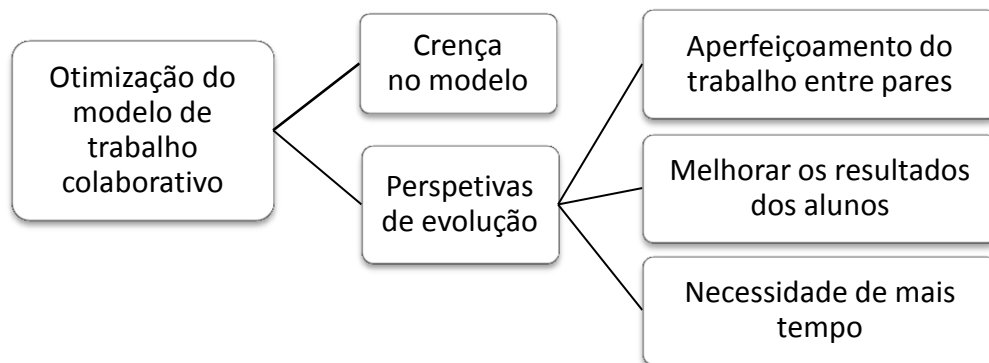 Otimização do
modelo de
trabalho
colaborativo
Crença
no modelo
Perspetivas
de evolução
Aperfeiçoamento do
trabalho entre pares
Melhorar os resultados
dos alunos
Necessidade de mais
tempo